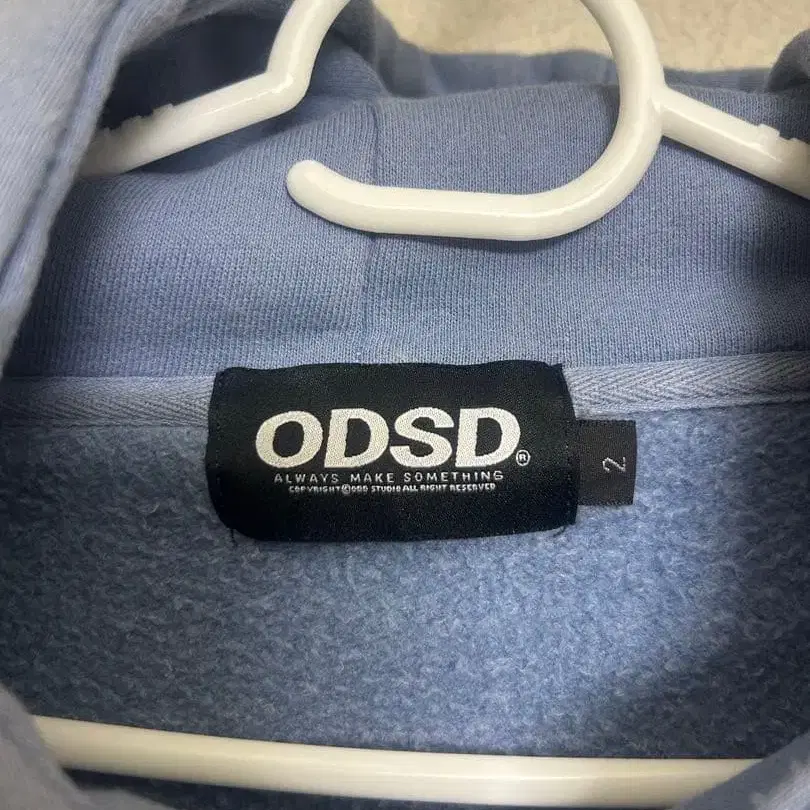 ODSD®
ALWAYS MAKE SOMETHING
COPYRIGHT©ODD STUDIO ALL RIGHT RESERVED
2